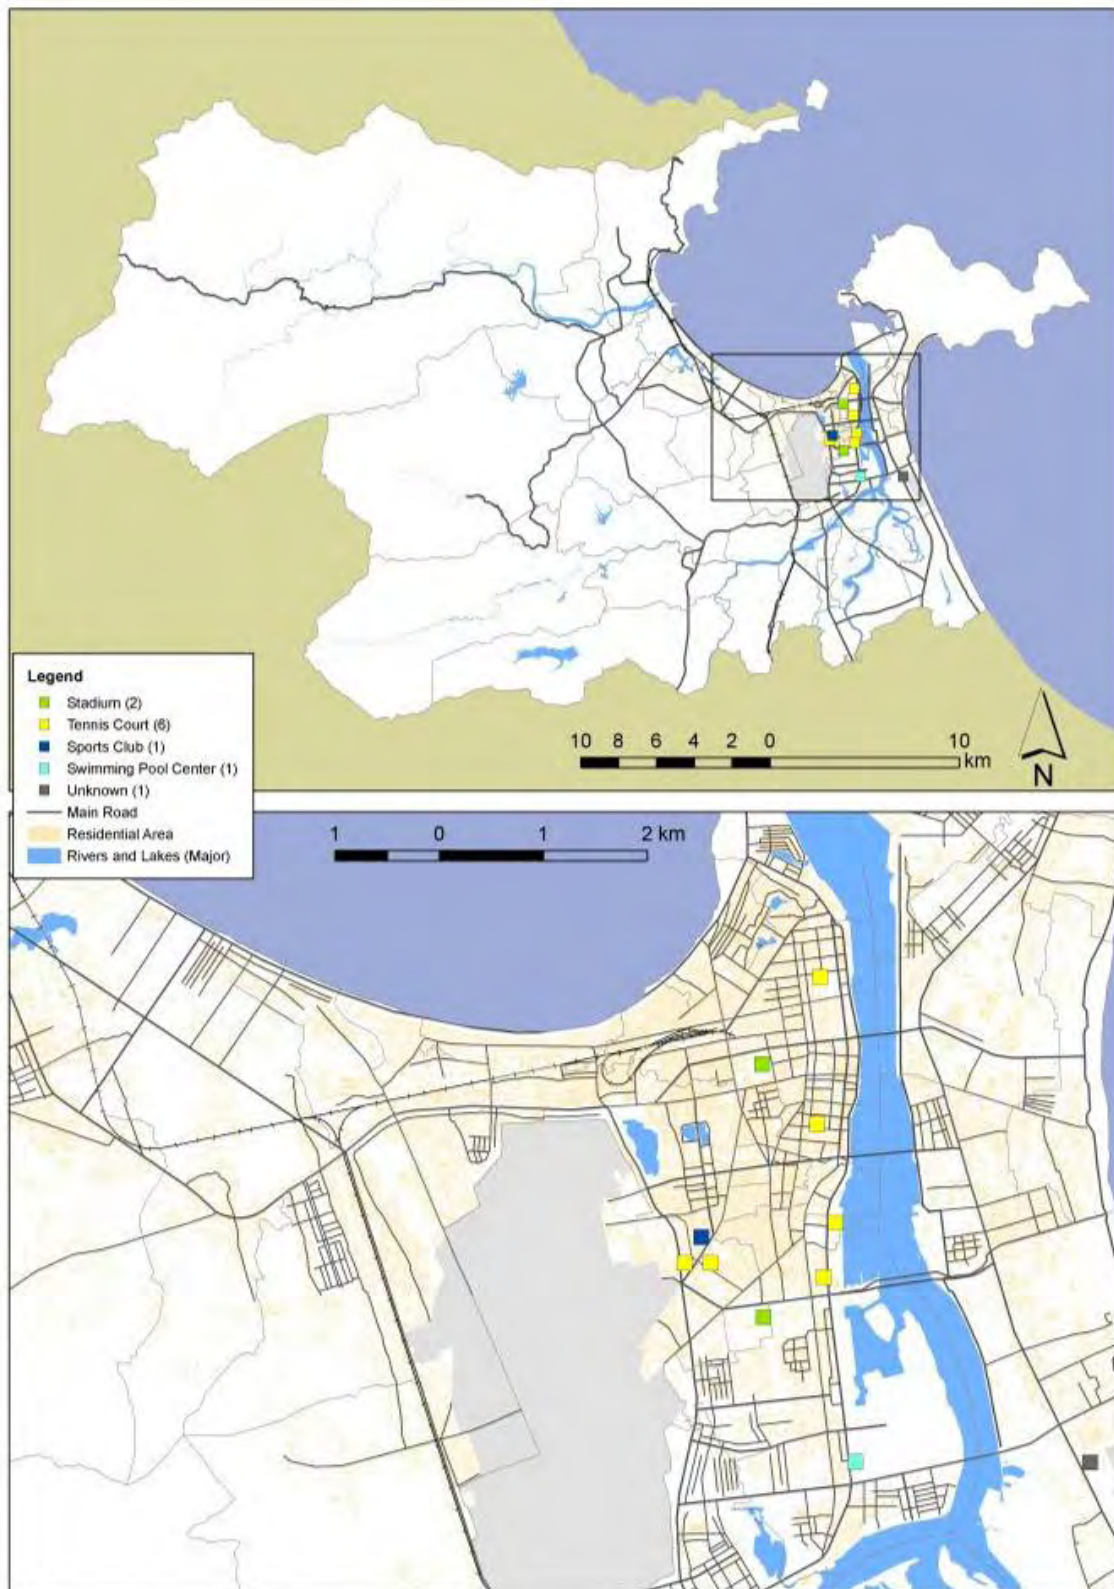 Legend
Stadium (2)
Tennis Court (6)
Sports Club (1)
Swimming Pool Center (1)
Unknown (1)
Main Road
Residential Area
Rivers and Lakes (Major)
10 8 6 4 2 0 10
km
N
1 0 1 2 km